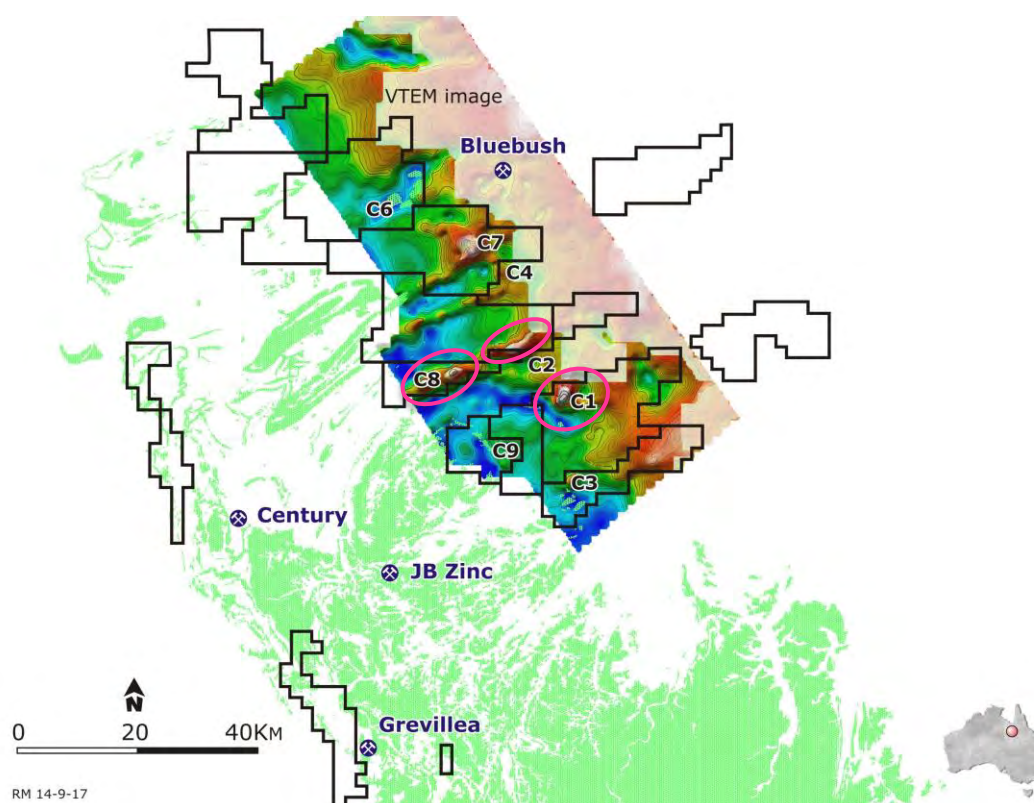 VTEM image
Bluebush
C6
C7
C4
C2
C8
C1
C9
C3
Century
JB Zinc
N
0 20 40KM
Grevillea
RM 14-9-17